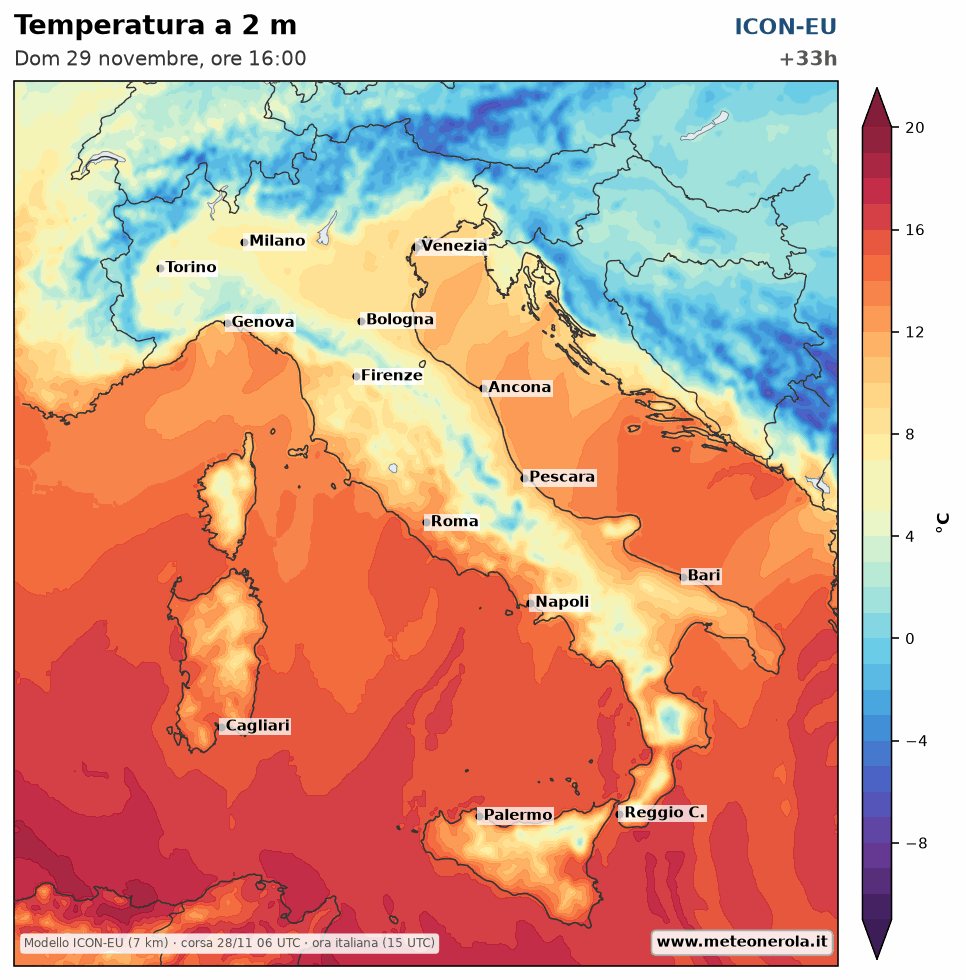 Temperatura a 2 m
ICON-EU
Dom 29 novembre, ore 16:00
+33h
20
16
12
8
4
0
−4
−8
°C
Milano
Venezia
Torino
Genova
Bologna
Firenze
Ancona
Pescara
Roma
Bari
Napoli
Cagliari
Palermo
Reggio C.
Modello ICON-EU (7 km) · corsa 28/11 06 UTC · ora italiana (15 UTC)
www.meteonerola.it